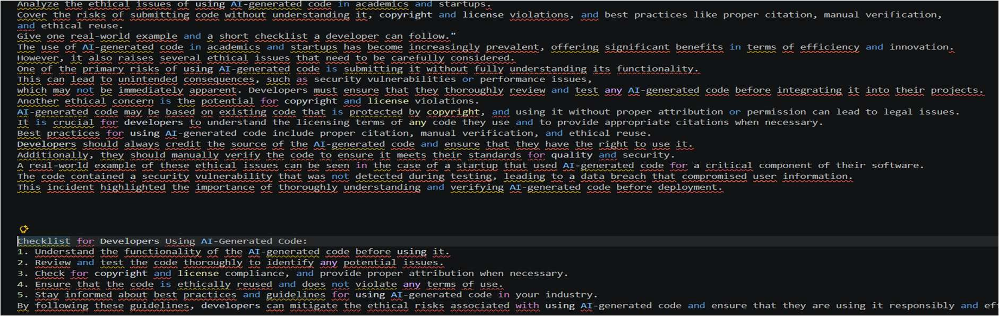 Analyze the ethical issues of using AI-generated code in academics and startups.
Cover the risks of submitting code without understanding it, copyright and license violations, and best practices like proper citation, manual verification,
and ethical reuse.
Give one real-world example and a short checklist a developer can follow."
The use of AI-generated code in academics and startups has become increasingly prevalent, offering significant benefits in terms of efficiency and innovation.
However, it also raises several ethical issues that need to be carefully considered.
One of the primary risks of using AI-generated code is submitting it without fully understanding its functionality.
This can lead to unintended consequences, such as security vulnerabilities or performance issues,
which may not be immediately apparent. Developers must ensure that they thoroughly review and test any AI-generated code before integrating it into their projects.
Another ethical concern is the potential for copyright and license violations.
AI-generated code may be based on existing code that is protected by copyright, and using it without proper attribution or permission can lead to legal issues.
It is crucial for developers to understand the licensing terms of any code they use and to provide appropriate citations when necessary.
Best practices for using AI-generated code include proper citation, manual verification, and ethical reuse.
Developers should always credit the source of the AI-generated code and ensure that they have the right to use it.
Additionally, they should manually verify the code to ensure it meets their standards for quality and security.
A real-world example of these ethical issues can be seen in the case of a startup that used AI-generated code for a critical component of their software.
The code contained a security vulnerability that was not detected during testing, leading to a data breach that compromised user information.
This incident highlighted the importance of thoroughly understanding and verifying AI-generated code before deployment.
Checklist for Developers Using AI-Generated Code:
1. Understand the functionality of the AI-generated code before using it.
2. Review and test the code thoroughly to identify any potential issues.
3. Check for copyright and license compliance, and provide proper attribution when necessary.
4. Ensure that the code is ethically reused and does not violate any terms of use.
5. Stay informed about best practices and guidelines for using AI-generated code in your industry.
By following these guidelines, developers can mitigate the ethical risks associated with using AI-generated code and ensure that they are using it responsibly and